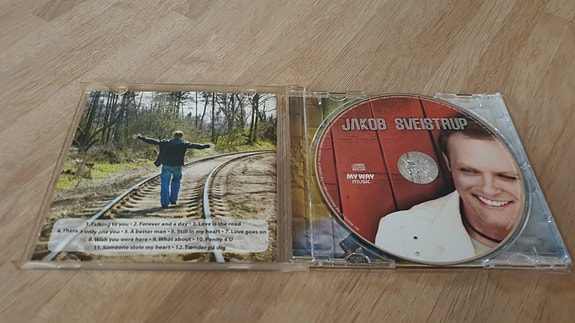 1.Talking to you • 2. Forever and a day • 3. Love is the road
4. There's only one you • 5. A better man • 6. Still in my heart • 7. Love goes on
8. Wish you were here • 9. What about • 10. Penny 4 U
11. Someone stole my heart • 12. Tænder på dig
JAKOB SVEISTRUP
MY WAY
MUSIC